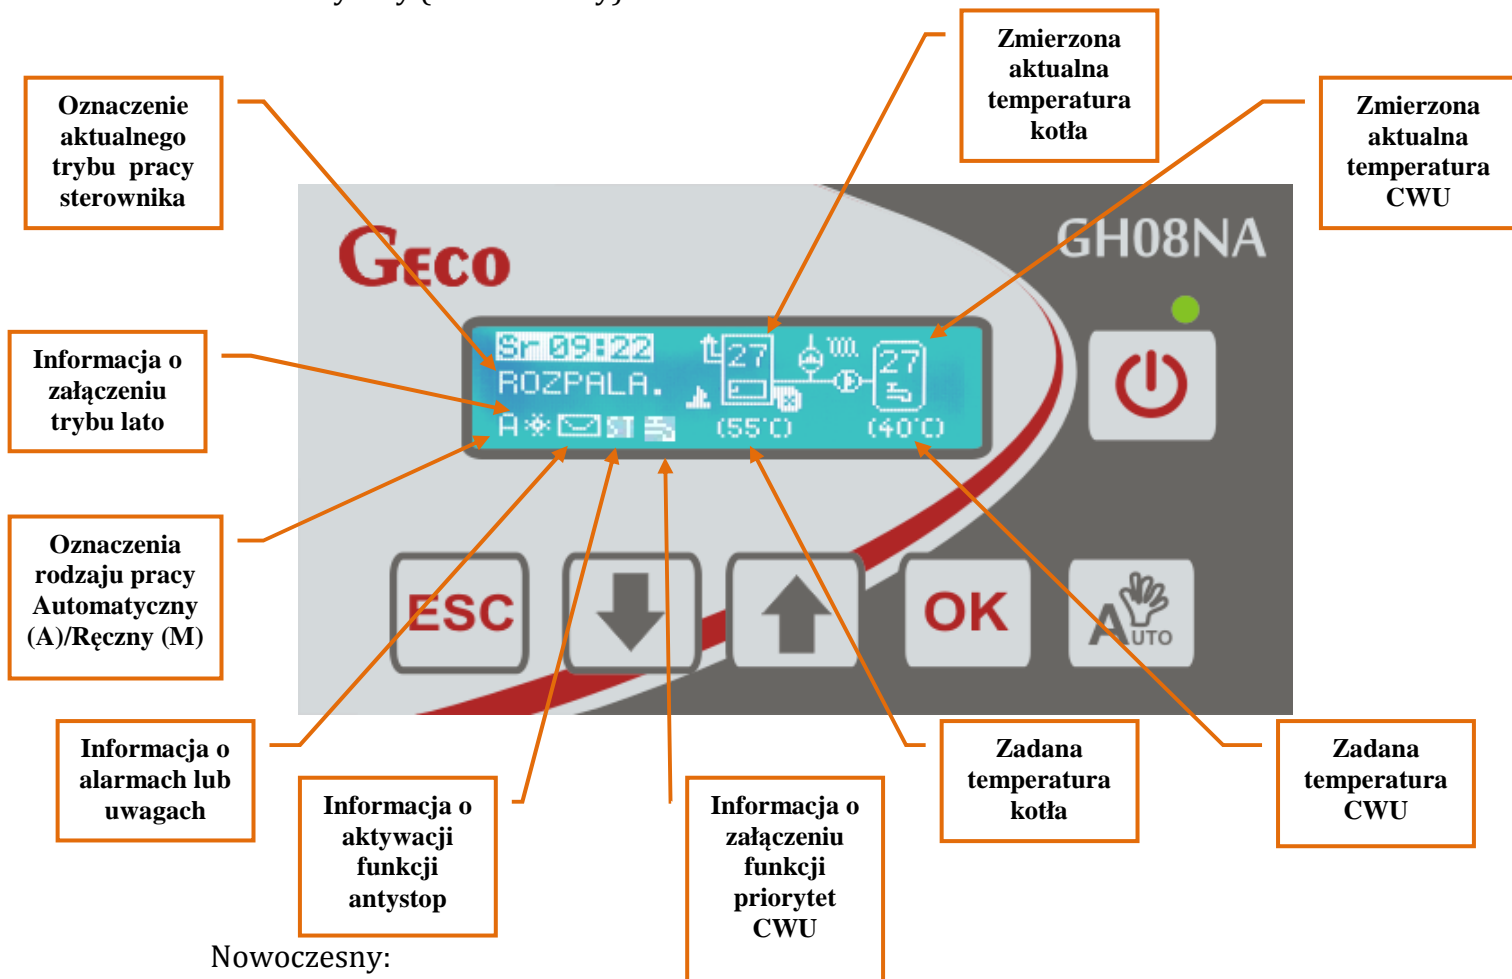 Zmierzona
aktualna
temperatura
kotła
Oznaczenie
aktualnego
trybu pracy
sterownika
Zmierzona
aktualna
temperatura
CWU
GECO
GH08NA
Informacja o
załączeniu
trybu lato
Sr 09:22
27
27
ROZPALA.
A
ST
(55°C)
(40°C)
Oznaczenia
rodzaju pracy
Automatyczny
(A)/Ręczny (M)
ESC
OK
AUTO
Informacja o
alarmach lub
uwagach
Informacja o
aktywacji
funkcji
antystop
Informacja o
załączeniu
funkcji
priorytet
CWU
Zadana
temperatura
kotła
Zadana
temperatura
CWU
Nowoczesny: